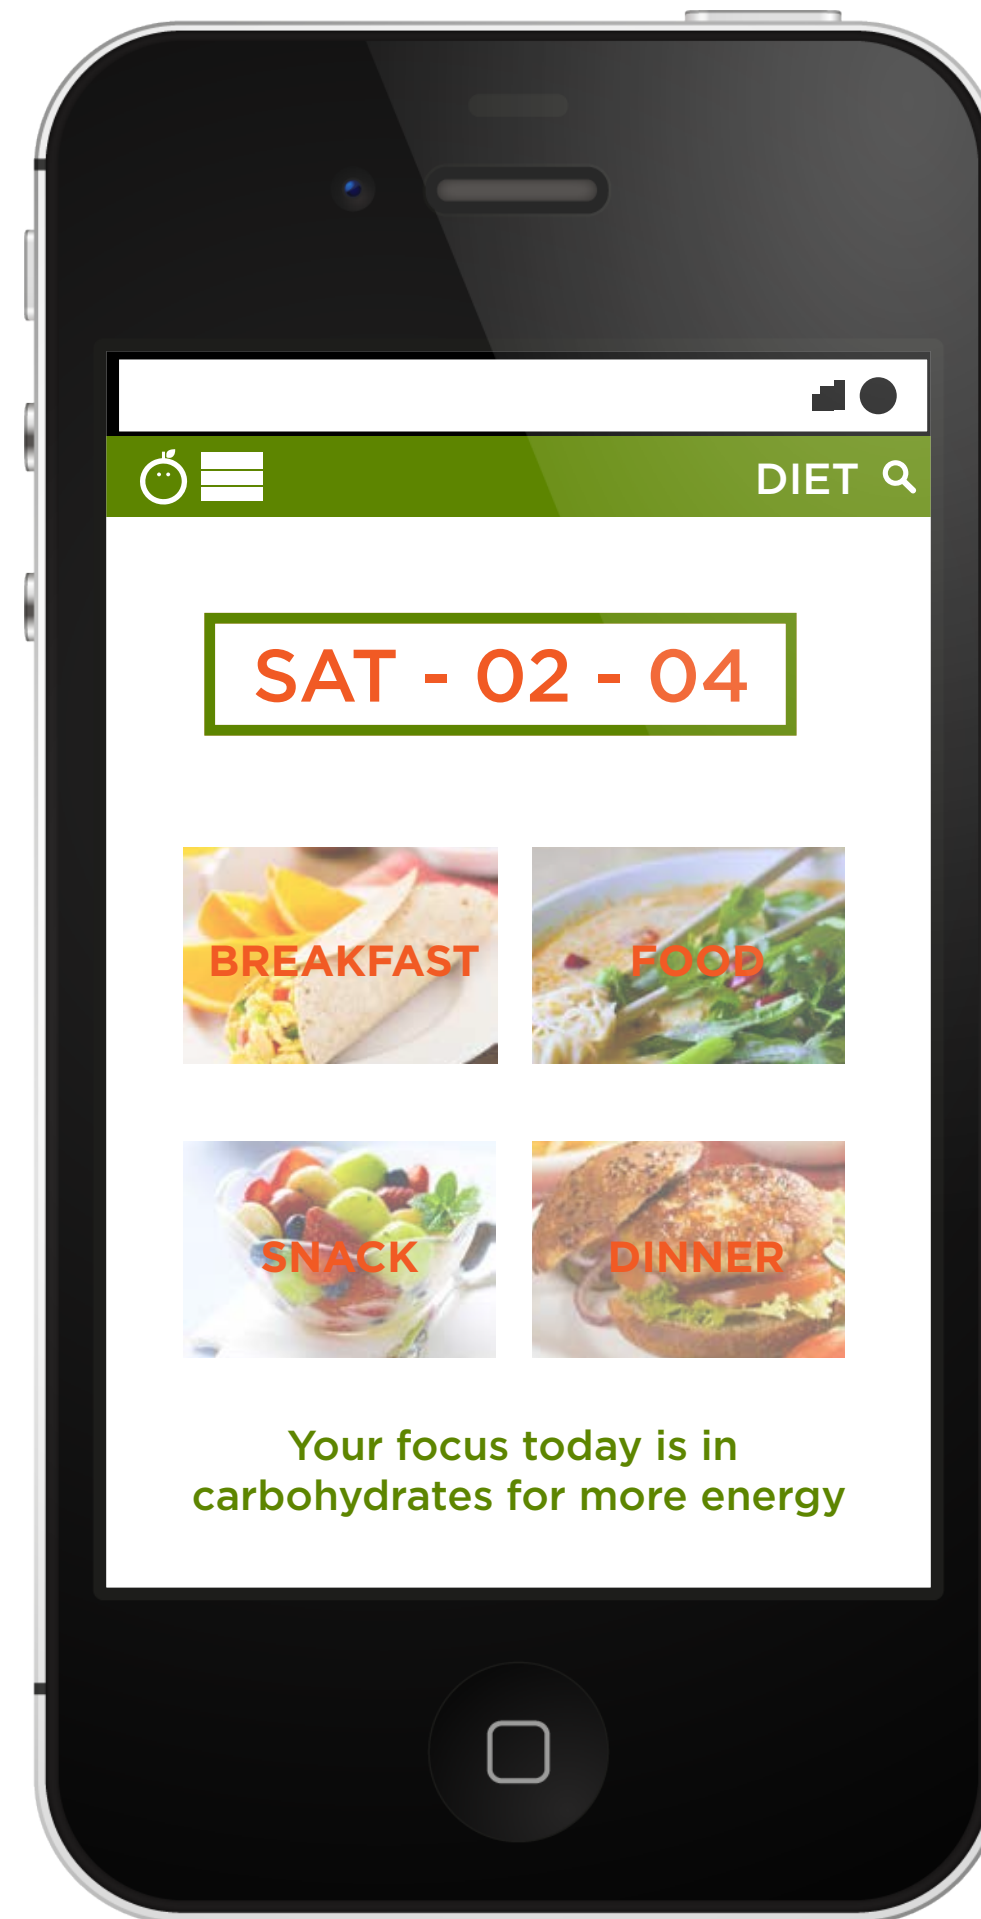 DIET
SAT - 02 - 04
BREAKFAST
FOOD
SNACK
DINNER
Your focus today is in
carbohydrates for more energy